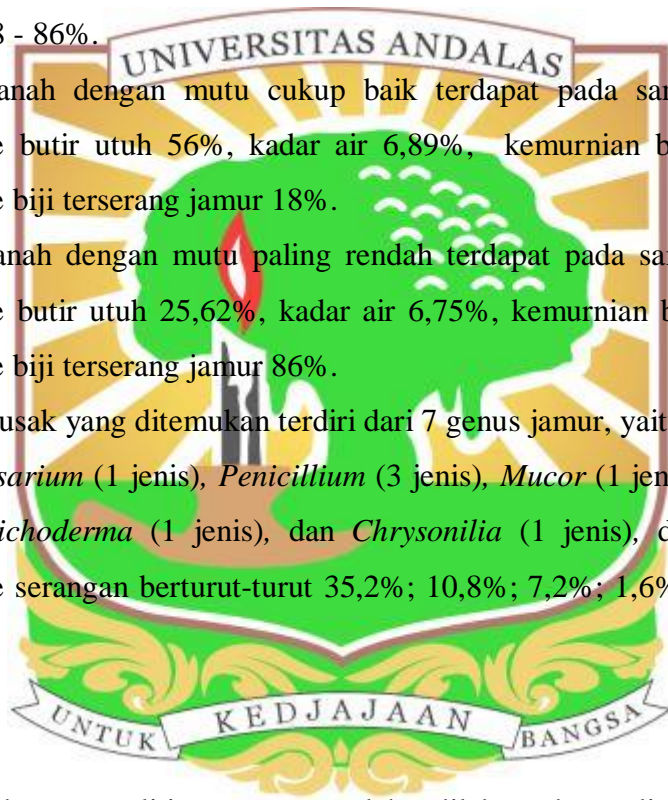 8 - 86%.
UNIVERSITAS ANDALAS
anah dengan mutu cukup baik terdapat pada sar
e butir utuh 56%, kadar air 6,89%, kemurnian b
e biji terserang jamur 18%.
anah dengan mutu paling rendah terdapat pada sar
e butir utuh 25,62%, kadar air 6,75%, kemurnian b
e biji terserang jamur 86%.
usak yang ditemukan terdiri dari 7 genus jamur, yait
sarium (1 jenis), Penicillium (3 jenis), Mucor (1 jen
ichoderma (1 jenis), dan Chrysonilia (1 jenis), d
e serangan berturut-turut 35,2%; 10,8%; 7,2%; 1,6%
UNTUK KEDJAJAAN BANGSA